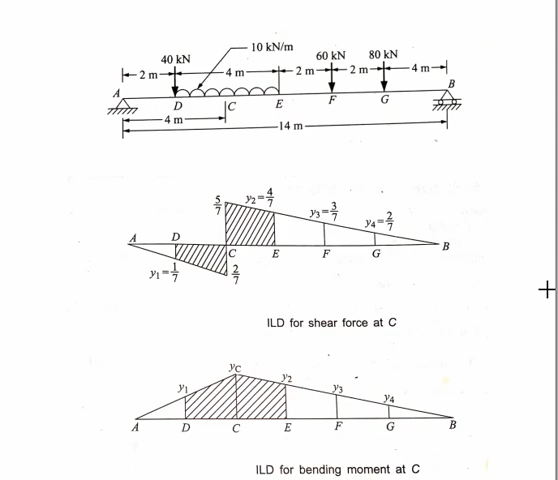 10 kN/m
40 kN 60 kN 80 kN
2 m 4 m 2 m 2 m 4 m
A B
D C E F G
4 m
14 m
5/7 y2=4/7 y3=3/7 y4=2/7
A D C E F G B
y1=1/7 2/7
ILD for shear force at C
yC
y1 y2 y3 y4
A D C E F G B
ILD for bending moment at C